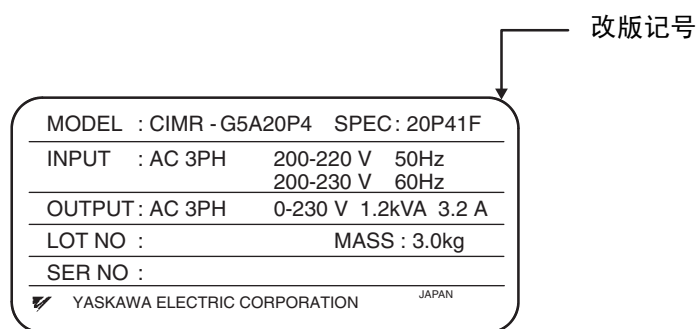 改版记号
MODEL : CIMR - G5A20P4 SPEC : 20P41F
INPUT : AC 3PH 200-220 V 50Hz
200-230 V 60Hz
OUTPUT : AC 3PH 0-230 V 1.2kVA 3.2 A
LOT NO : MASS : 3.0kg
SER NO :
YASKAWA ELECTRIC CORPORATION JAPAN